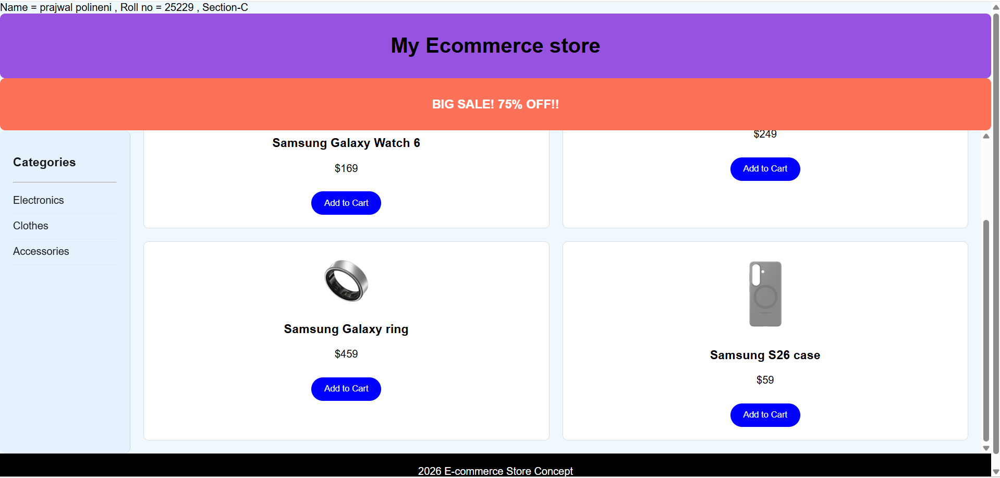 Name = prajwal polineni , Roll no = 25229 , Section-C
My Ecommerce store
BIG SALE! 75% OFF!!
Categories
Electronics
Clothes
Accessories
Samsung Galaxy Watch 6
$169
Add to Cart
$249
Add to Cart
Samsung Galaxy ring
$459
Add to Cart
Samsung S26 case
$59
Add to Cart
2026 E-commerce Store Concept